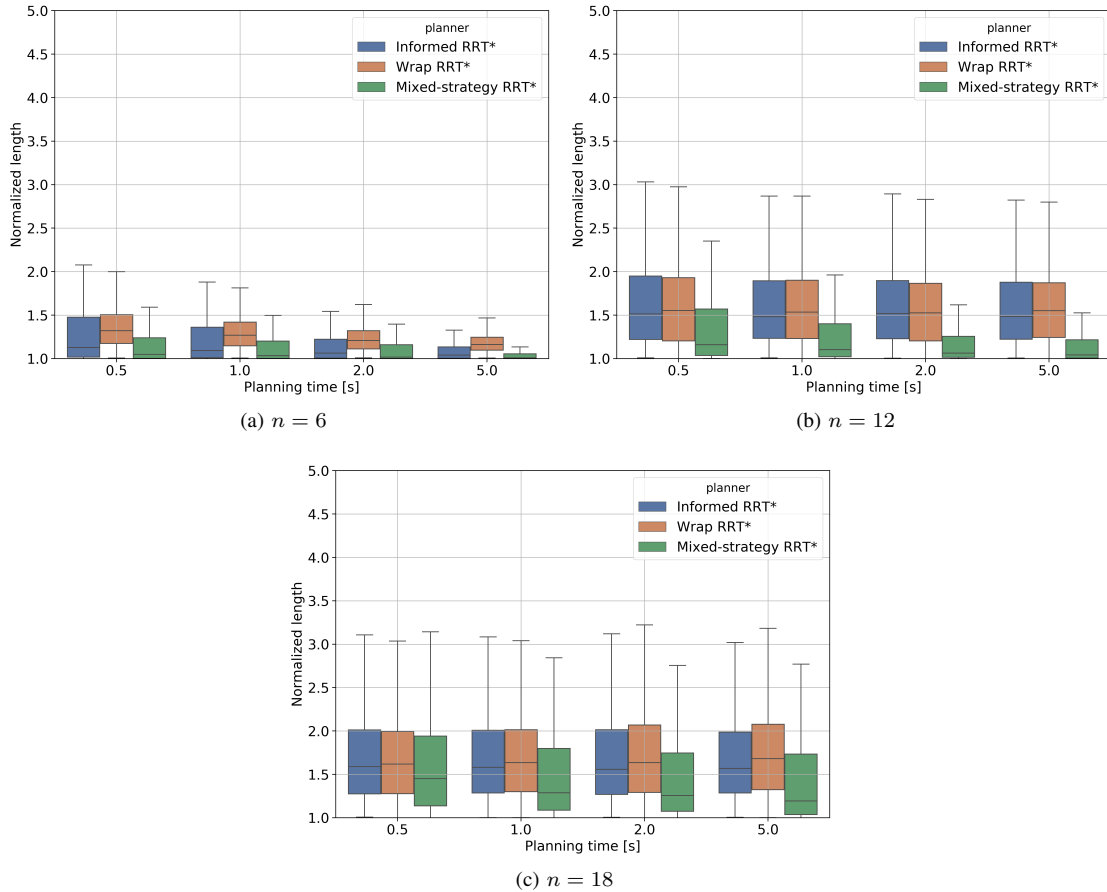 5.0
4.5
4.0
3.5
3.0
2.5
2.0
1.5
1.0
Normalized length
planner
Informed RRT*
Wrap RRT*
Mixed-strategy RRT*
0.5 1.0 2.0 5.0
Planning time [s]
(a) n = 6
5.0
4.5
4.0
3.5
3.0
2.5
2.0
1.5
1.0
Normalized length
planner
Informed RRT*
Wrap RRT*
Mixed-strategy RRT*
0.5 1.0 2.0 5.0
Planning time [s]
(b) n = 12
5.0
4.5
4.0
3.5
3.0
2.5
2.0
1.5
1.0
Normalized length
planner
Informed RRT*
Wrap RRT*
Mixed-strategy RRT*
0.5 1.0 2.0 5.0
Planning time [s]
(c) n = 18